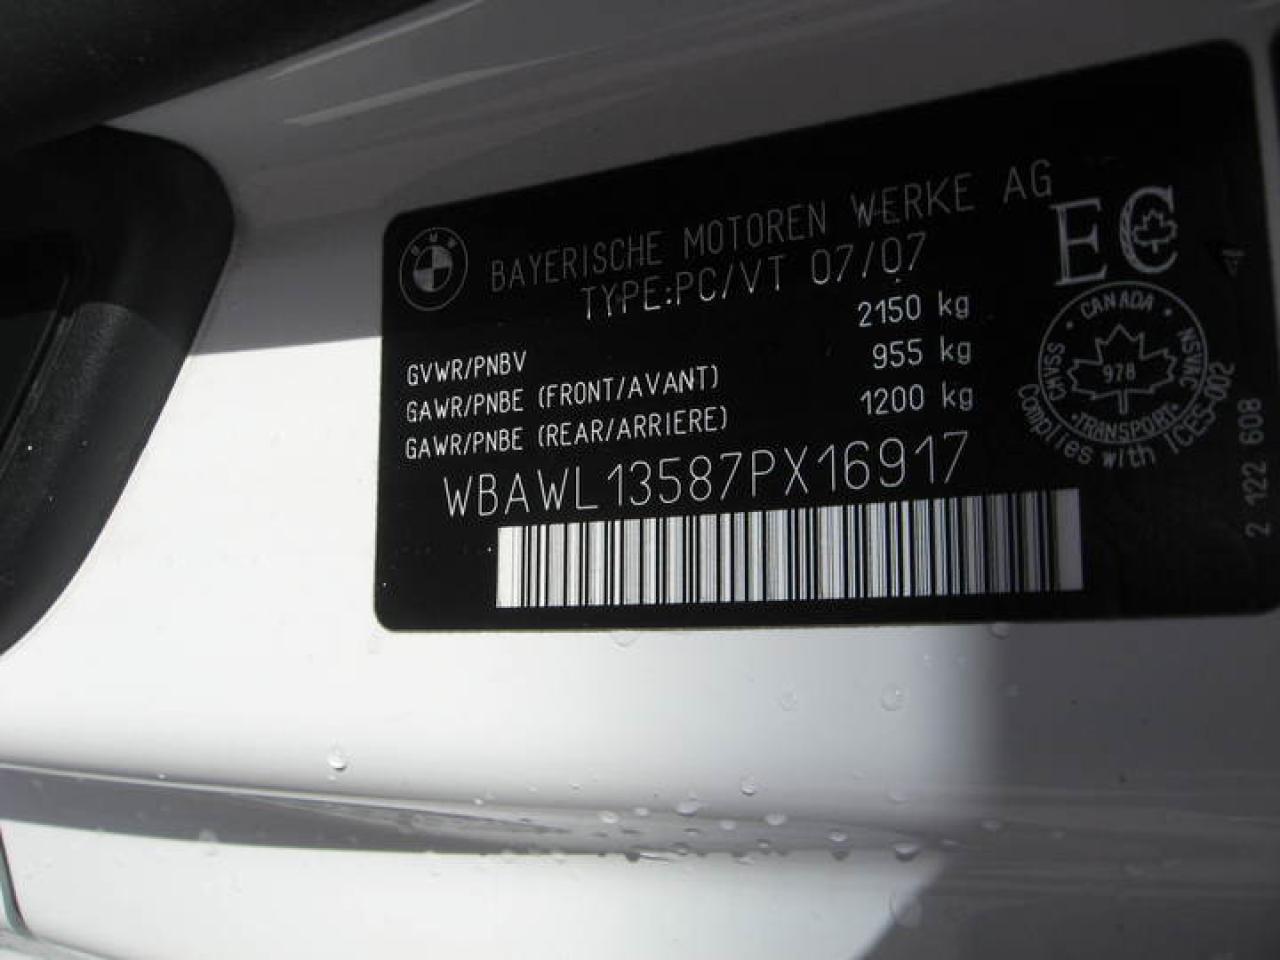 BMW
BAYERISCHE MOTOREN WERKE AG
TYPE:PC/VT 07/07
GVWR/PNBV 2150 kg
GAWR/PNBE (FRONT/AVANT) 955 kg
GAWR/PNBE (REAR/ARRIERE) 1200 kg
WBAWL13587PX16917
EC
CANADA
CMVSS NSVAC
978
TRANSPORT
Complies with ICES-002
2 122 608